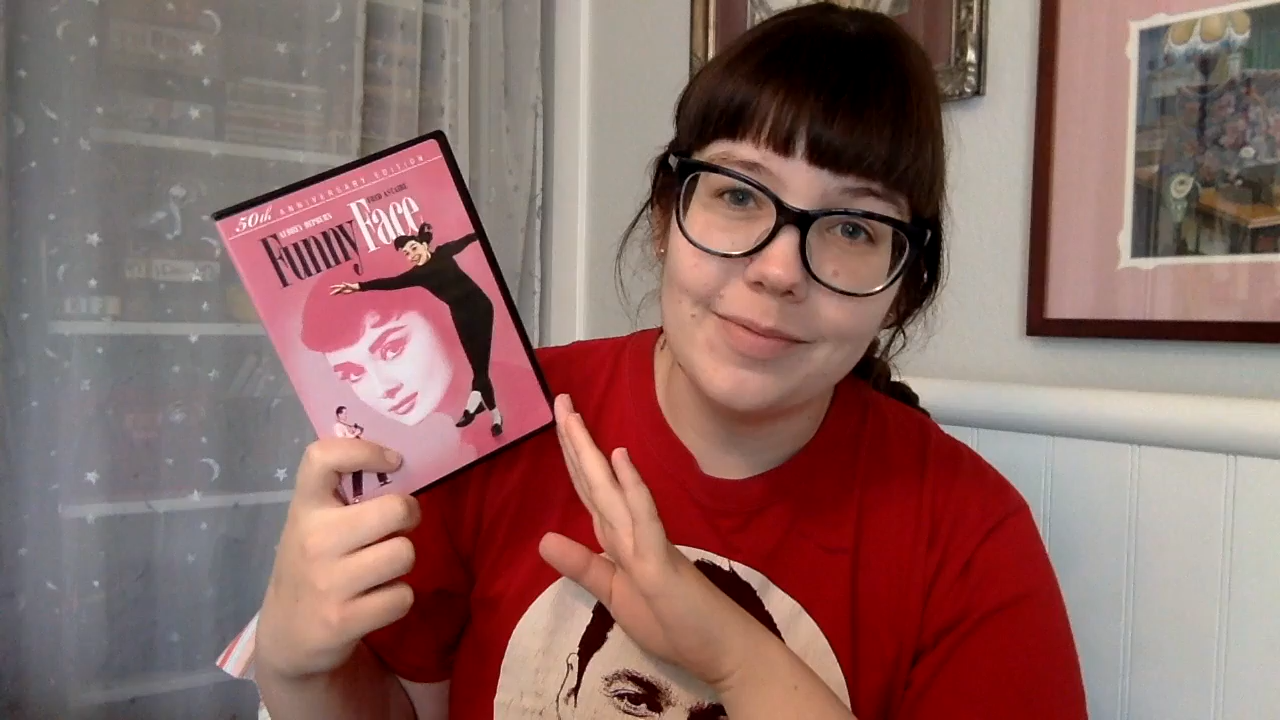 50th ANNIVERSARY EDITION
AUDREY HEPBURN
FRED ASTAIRE
Funny Face